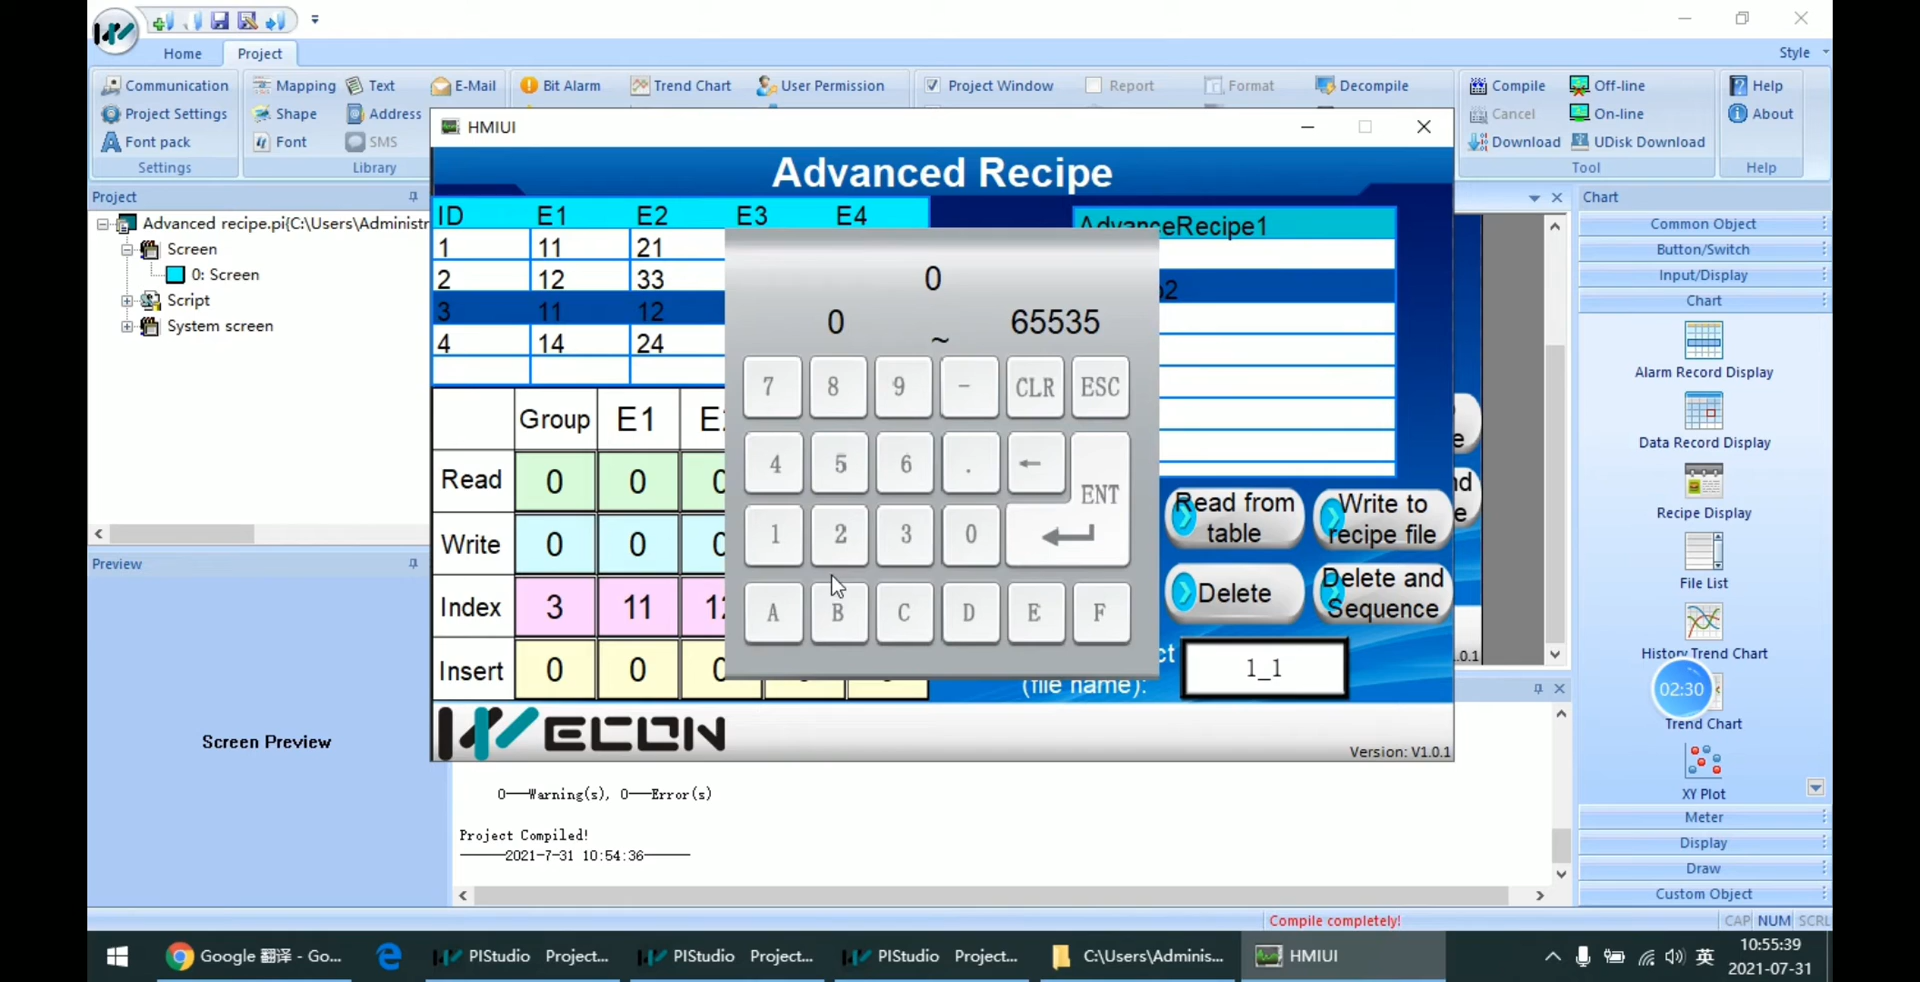 Home
Project
Style
Communication
Mapping
Text
E-Mail
Bit Alarm
Trend Chart
User Permission
Project Window
Report
Format
Decompile
Compile
Off-line
Help
Project Settings
Shape
Address
Cancel
On-line
About
Font pack
Font
SMS
Download
UDisk Download
Settings
Library
Tool
Help
HMIUI
Project
Advanced recipe.pi{C:\Users\Administr
Screen
0: Screen
Script
System screen
Preview
Screen Preview
Advanced Recipe
ID E1 E2 E3 E4
1 11 21
2 12 33
3 11 12
4 14 24
AdvanceRecipe1
0
0 ~ 65535
7 8 9 - CLR ESC
4 5 6 . ← ENT
1 2 3 0
A B C D E F
Group E1
Read 0 0
Write 0 0
Index 3 11
Insert 0 0
Read from
table
Write to
recipe file
Delete
Delete and
Sequence
(file name):
1_1
WECON
Version: V1.0.1
0——Warning(s), 0——Error(s)
Project Compiled!
———2021-7-31 10:54:36———
Chart
Common Object
Button/Switch
Input/Display
Chart
Alarm Record Display
Data Record Display
Recipe Display
File List
History Trend Chart
02:30
Trend Chart
XY Plot
Meter
Display
Draw
Custom Object
Compile completely!
CAP NUM SCRL
Google 翻译 - Go...
PIStudio Project...
PIStudio Project...
PIStudio Project...
C:\Users\Adminis...
HMIUI
英
10:55:39
2021-07-31